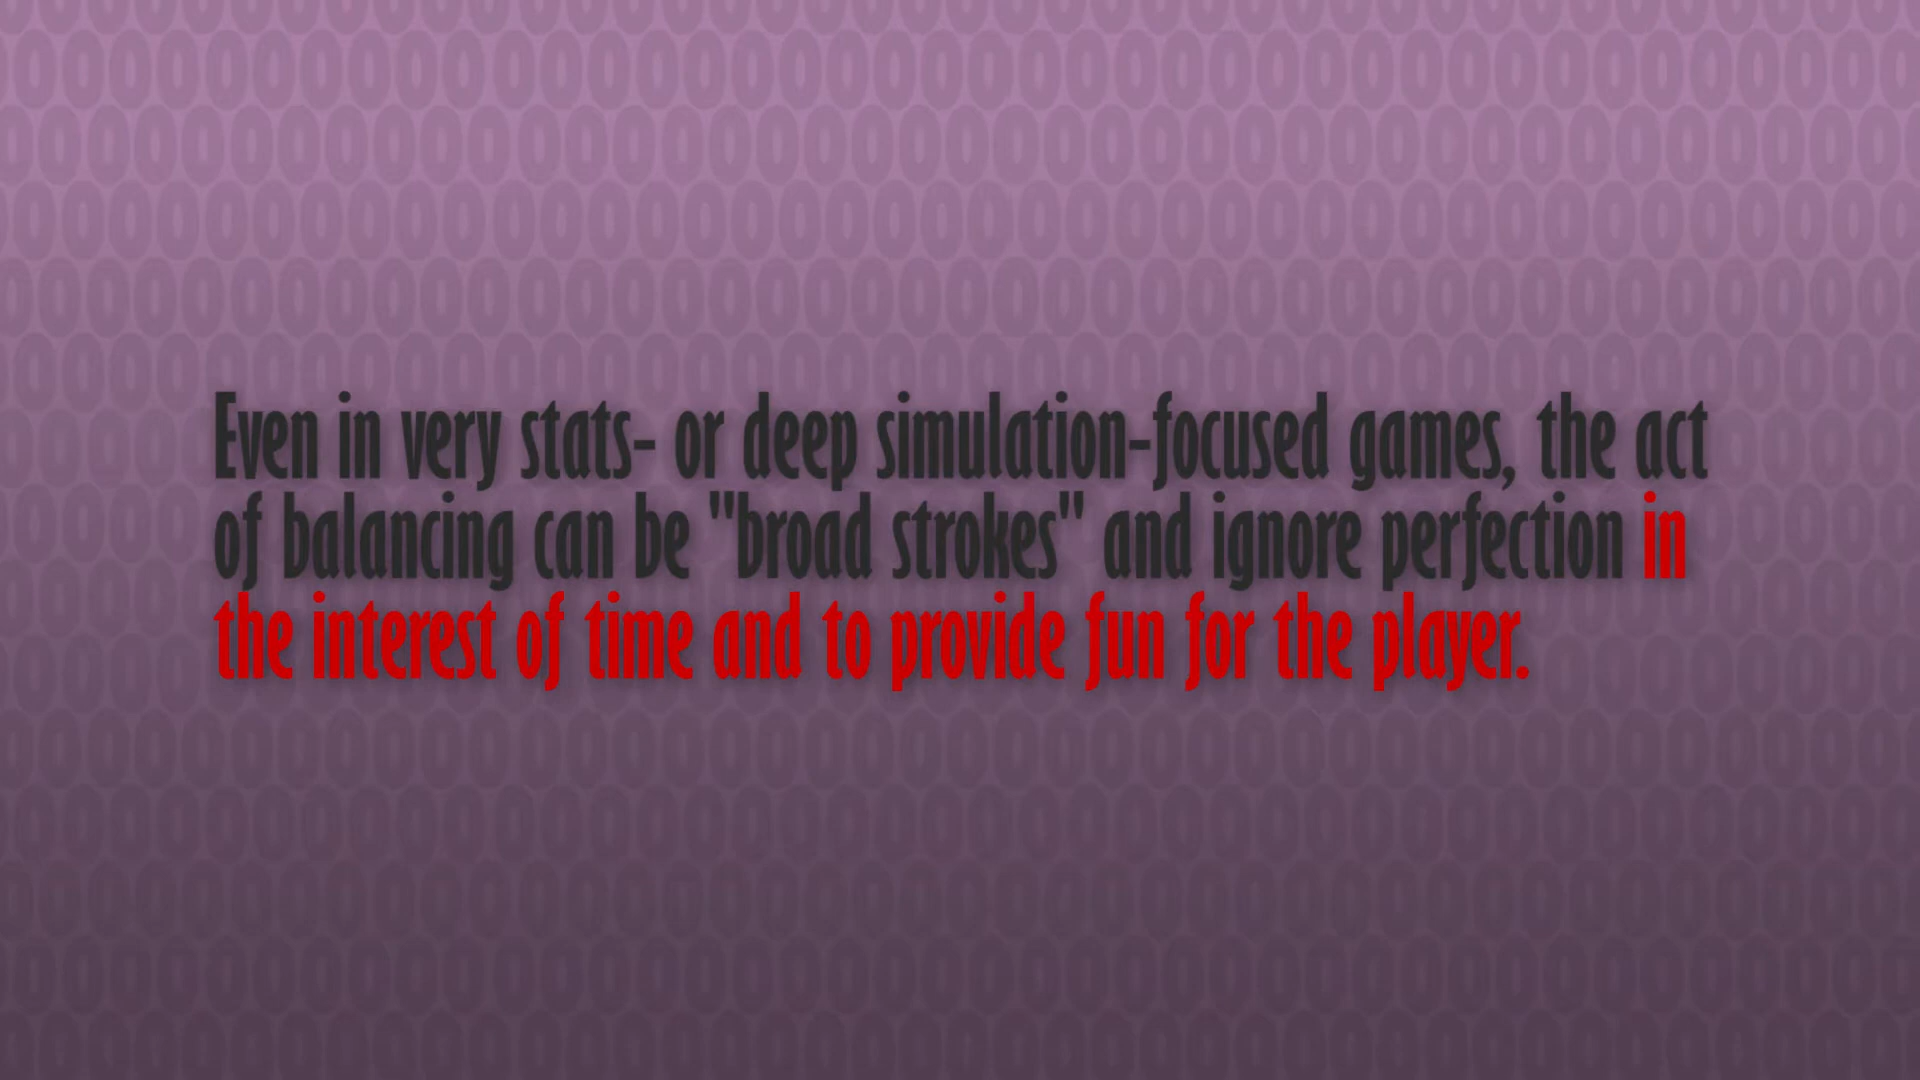 Even in very stats- or deep simulation-focused games, the act
of balancing can be "broad strokes" and ignore perfection in
the interest of time and to provide fun for the player.